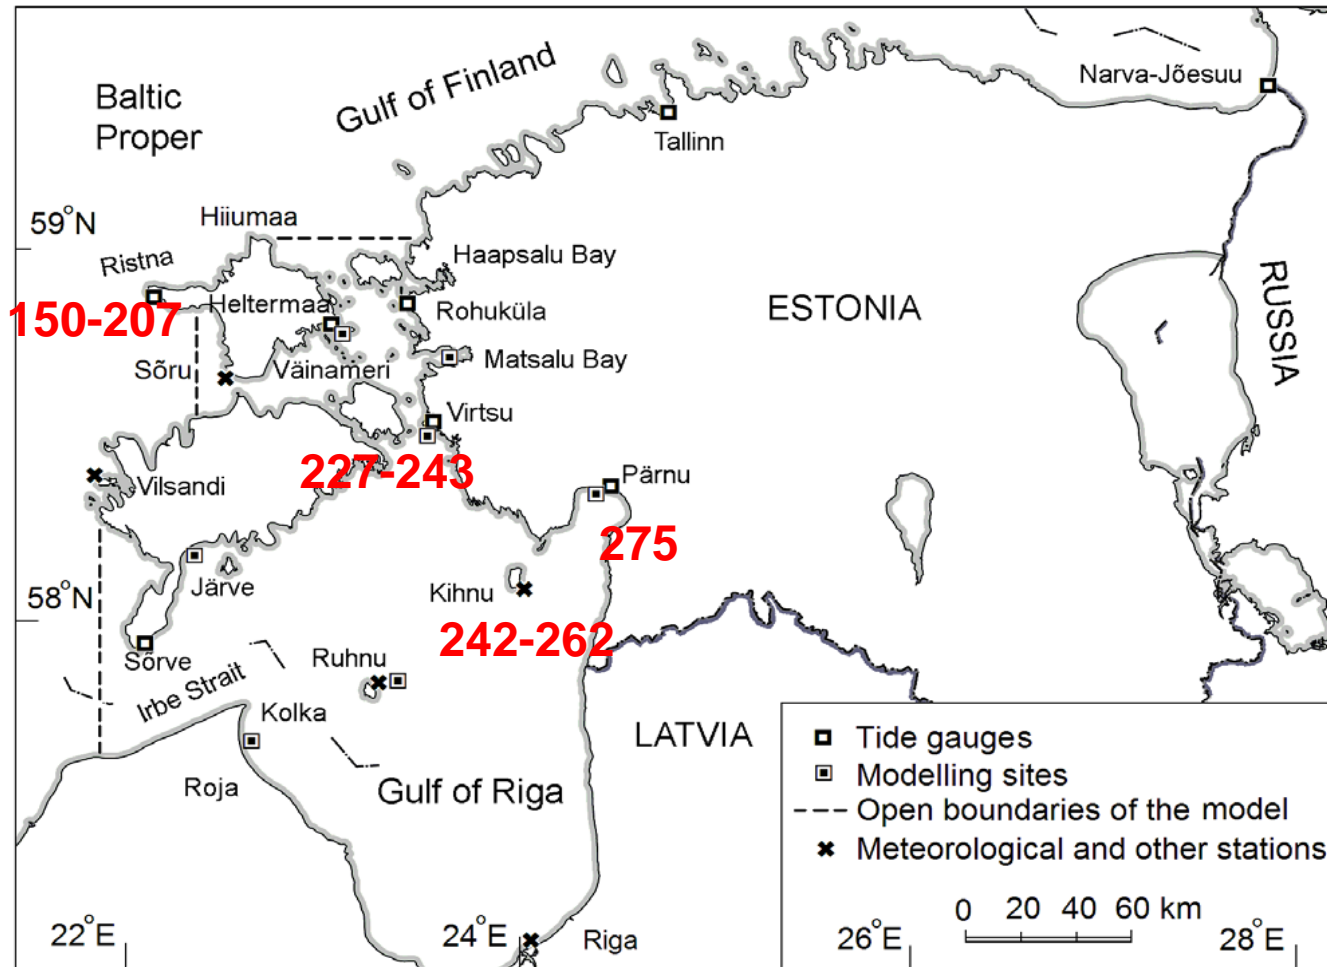 Baltic
Proper
Gulf of Finland
Narva-Jõesuu
Tallinn
59°N
Hiiumaa
Ristna
Haapsalu Bay
150-207
Heltermaa
Rohuküla
ESTONIA
RUSSIA
Sõru
Väinameri
Matsalu Bay
Virtsu
227-243
Vilsandi
Pärnu
275
Järve
Kihnu
58°N
242-262
Sõrve
Ruhnu
Irbe Strait
Kolka
LATVIA
Roja
Gulf of Riga
Tide gauges
Modelling sites
Open boundaries of the model
Meteorological and other stations
0 20 40 60 km
22°E
24°E
Riga
26°E
28°E